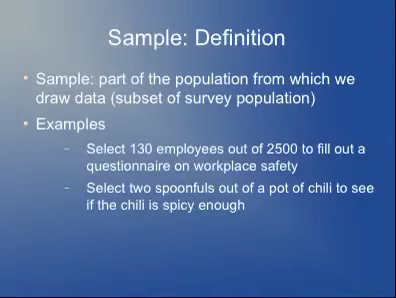 Sample: Definition
• Sample: part of the population from which we
draw data (subset of survey population)
• Examples
– Select 130 employees out of 2500 to fill out a
questionnaire on workplace safety
– Select two spoonfuls out of a pot of chili to see
if the chili is spicy enough